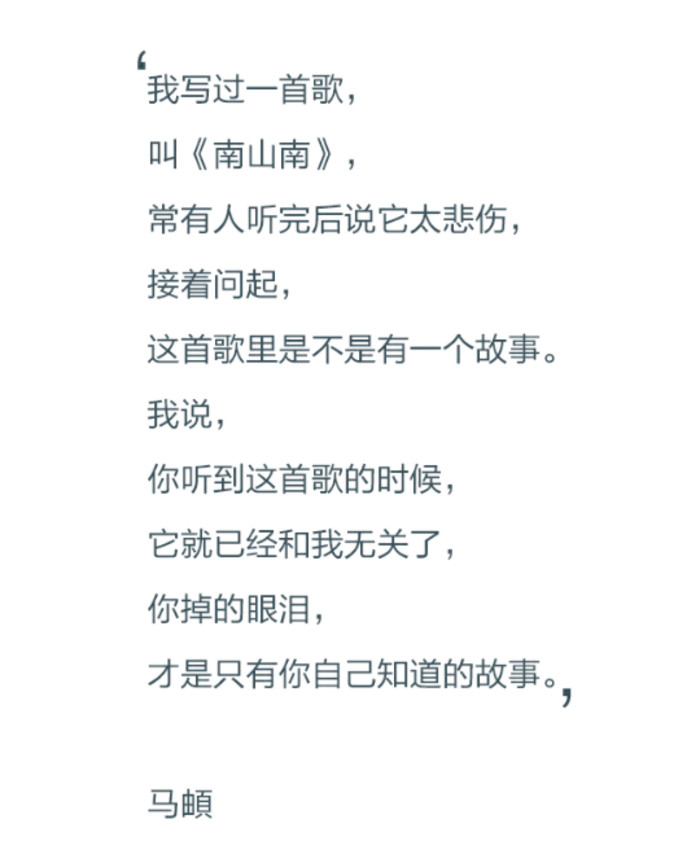 ‘
我写过一首歌，
叫《南山南》，
常有人听完后说它太悲伤，
接着问起，
这首歌里是不是有一个故事。
我说，
你听到这首歌的时候，
它就已经和我无关了，
你掉的眼泪，
才是只有你自己知道的故事。’
马頔